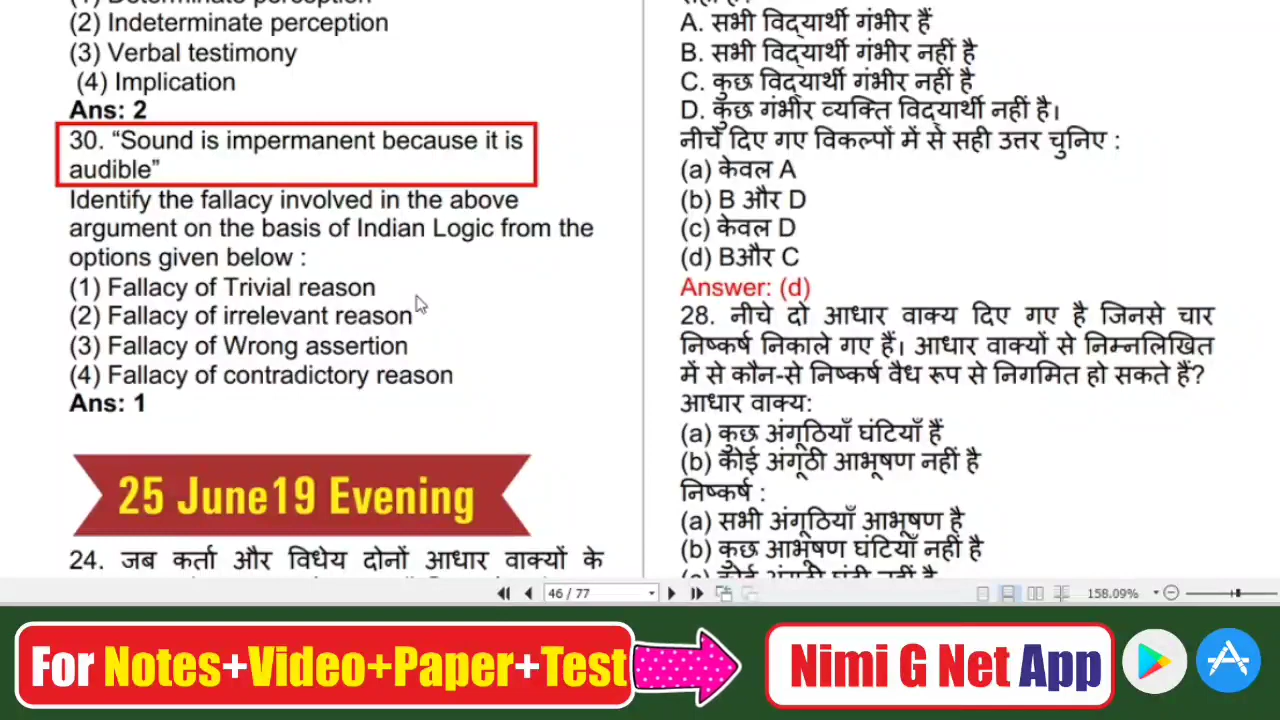 (1) Determinate perception
(2) Indeterminate perception
(3) Verbal testimony
(4) Implication
Ans: 2
30. “Sound is impermanent because it is
audible”
Identify the fallacy involved in the above
argument on the basis of Indian Logic from the
options given below :
(1) Fallacy of Trivial reason
(2) Fallacy of irrelevant reason
(3) Fallacy of Wrong assertion
(4) Fallacy of contradictory reason
Ans: 1
25 June19 Evening
24. जब कर्ता और विधेय दोनों आधार वाक्यों के
A. सभी विद्यार्थी गंभीर हैं
B. सभी विद्यार्थी गंभीर नहीं है
C. कुछ विद्यार्थी गंभीर नहीं है
D. कुछ गंभीर व्यक्ति विद्यार्थी नहीं है।
नीचे दिए गए विकल्पों में से सही उत्तर चुनिए :
(a) केवल A
(b) B और D
(c) केवल D
(d) Bऔर C
Answer: (d)
28. नीचे दो आधार वाक्य दिए गए है जिनसे चार
निष्कर्ष निकाले गए हैं। आधार वाक्यों से निम्नलिखित
में से कौन-से निष्कर्ष वैध रूप से निगमित हो सकते हैं?
आधार वाक्य:
(a) कुछ अंगूठियाँ घंटियाँ हैं
(b) कोई अंगूठी आभूषण नहीं है
निष्कर्ष :
(a) सभी अंगूठियाँ आभूषण है
(b) कुछ आभूषण घंटियाँ नहीं है
46 / 77
158.09%
For Notes+Video+Paper+Test
Nimi G Net App